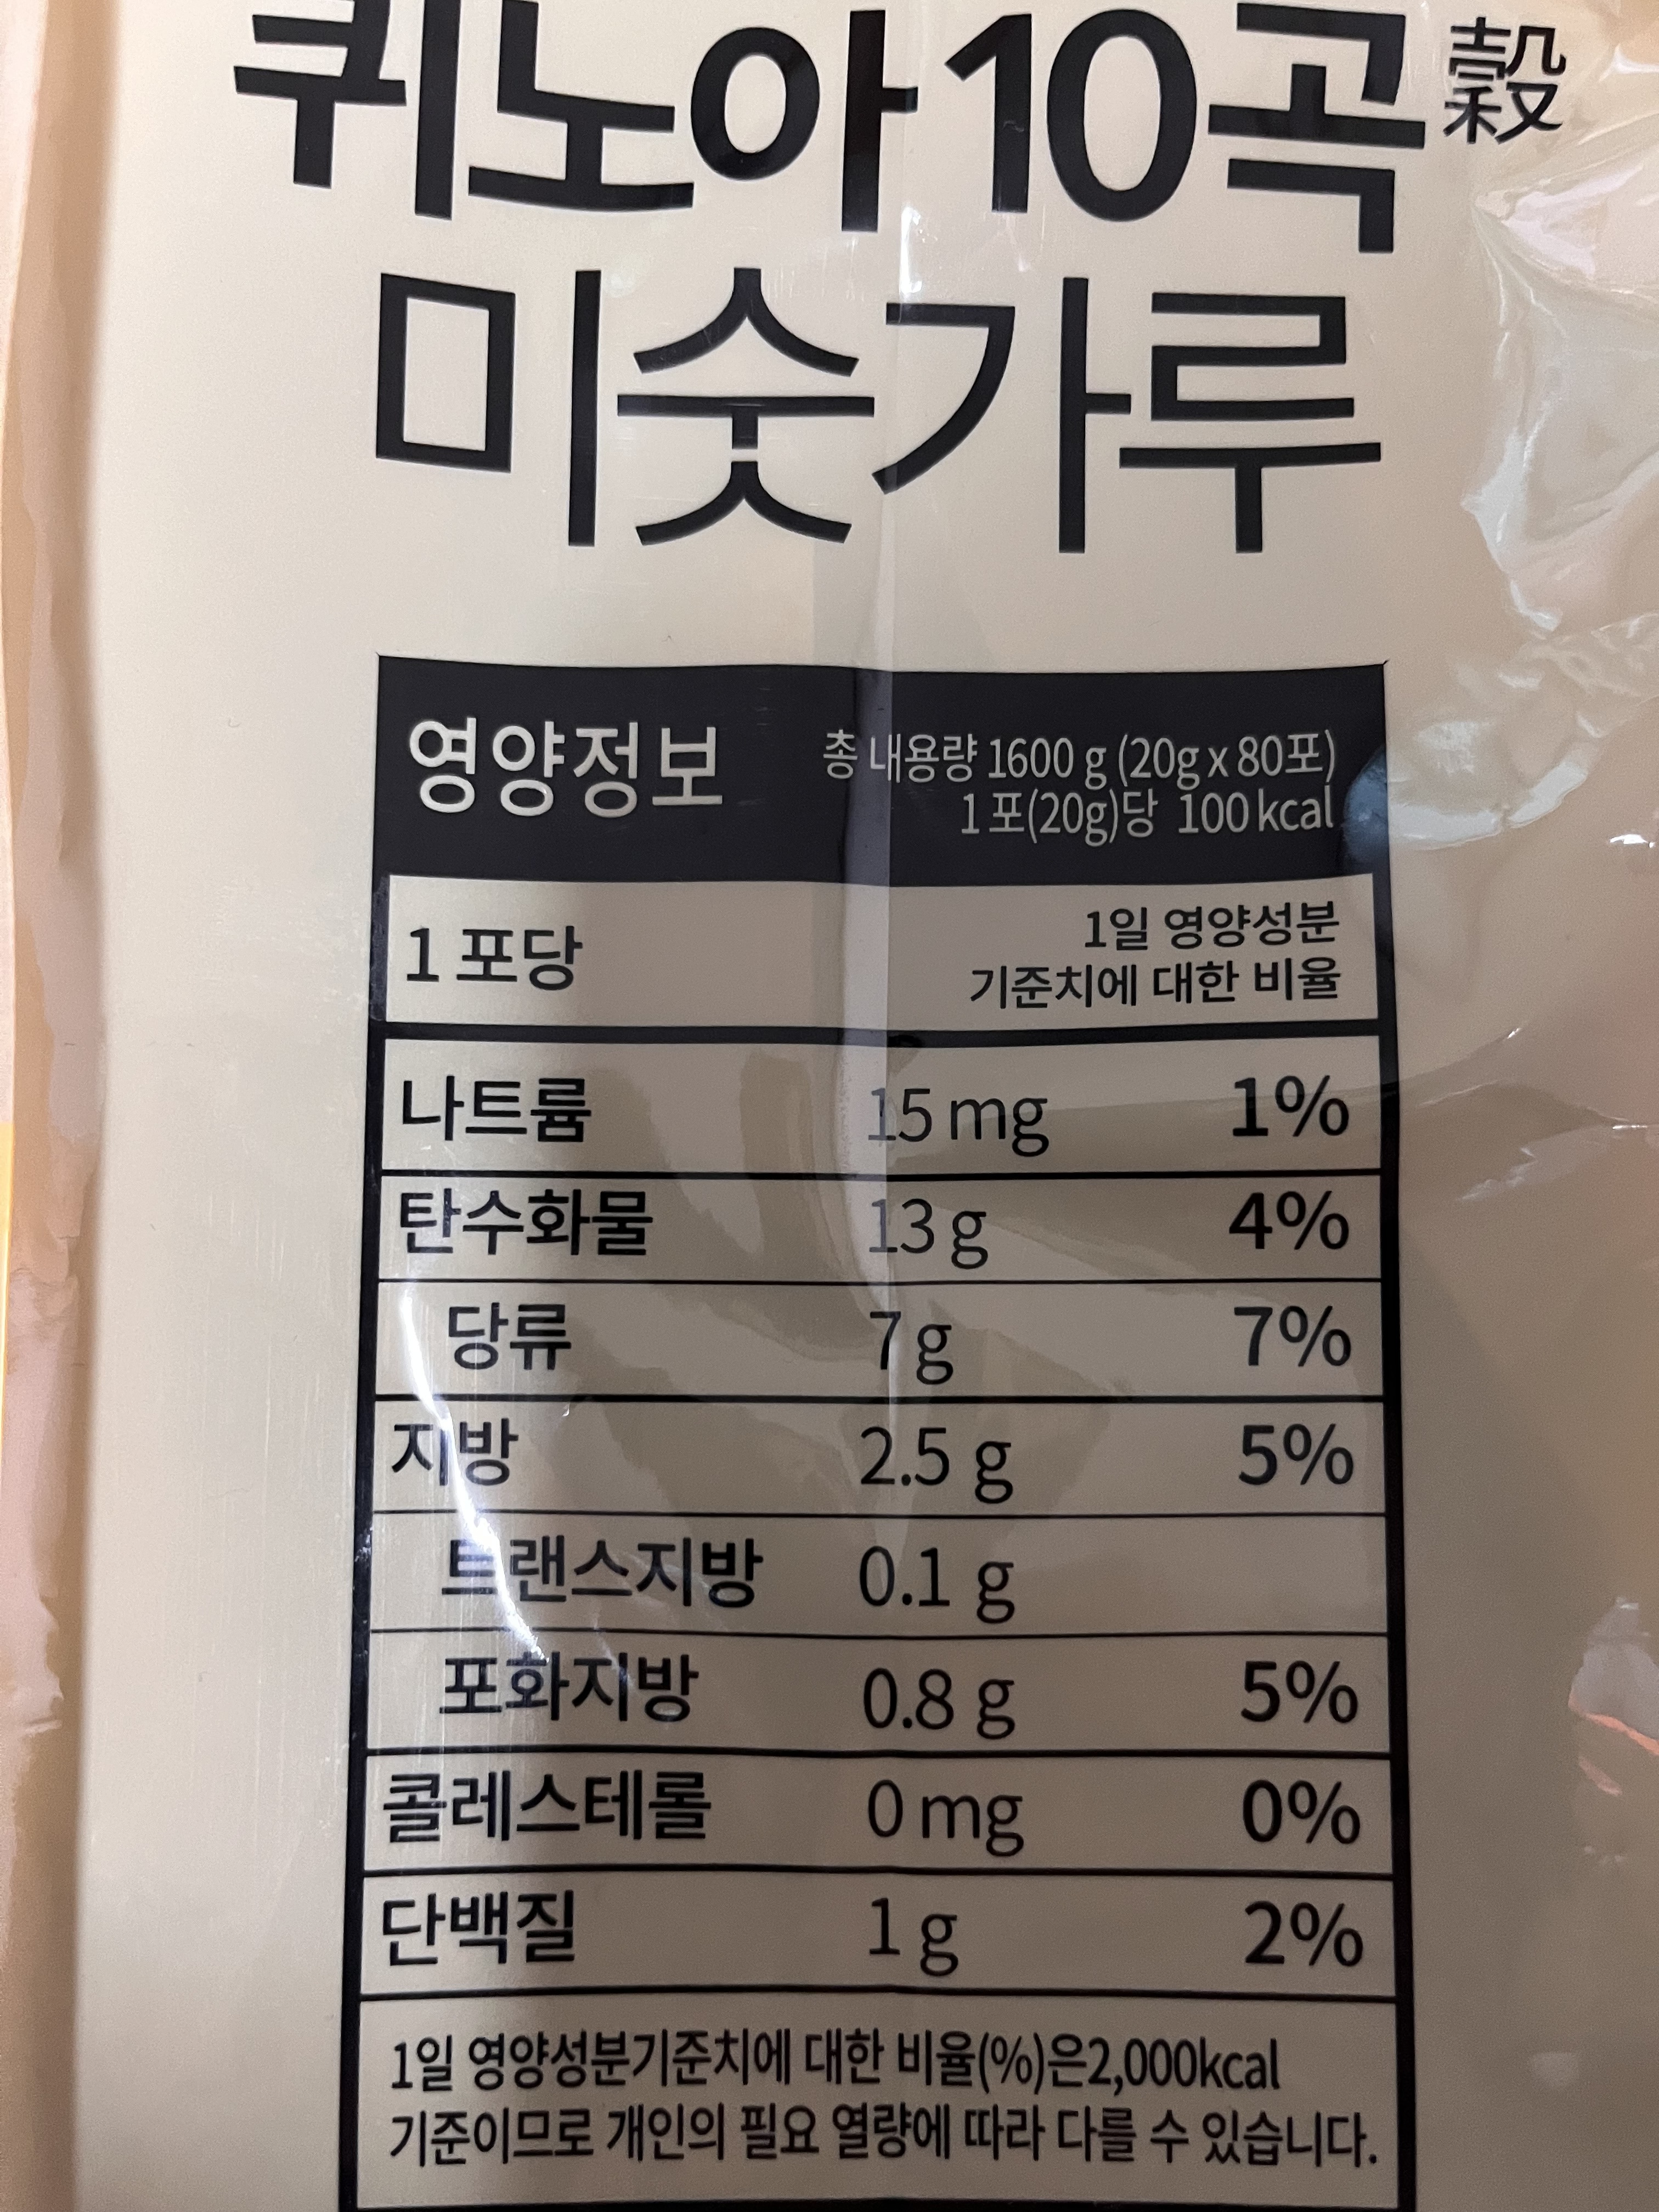 퀴노아 10곡 穀
미숫가루
영양정보 총 내용량 1600 g (20g x 80포)
1 포(20g)당 100 kcal
1 포당 1일 영양성분
기준치에 대한 비율
나트륨 15 mg 1%
탄수화물 13 g 4%
당류 7 g 7%
지방 2.5 g 5%
트랜스지방 0.1 g
포화지방 0.8 g 5%
콜레스테롤 0 mg 0%
단백질 1 g 2%
1일 영양성분기준치에 대한 비율(%)은2,000kcal
기준이므로 개인의 필요 열량에 따라 다를 수 있습니다.